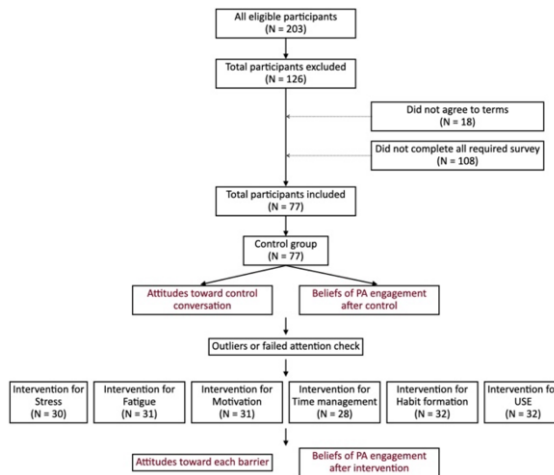 All eligible participants
(N = 203)
Total participants excluded
(N = 126)
Did not agree to terms
(N = 18)
Did not complete all required survey
(N = 108)
Total participants included
(N = 77)
Control group
(N = 77)
Attitudes toward control
conversation
Beliefs of PA engagement
after control
Outliers or failed attention check
Intervention for
Stress
(N = 30)
Intervention for
Fatigue
(N = 31)
Intervention for
Motivation
(N = 31)
Intervention for
Time management
(N = 28)
Intervention for
Habit formation
(N = 32)
Intervention for
USE
(N = 32)
Attitudes toward each barrier
Beliefs of PA engagement
after intervention